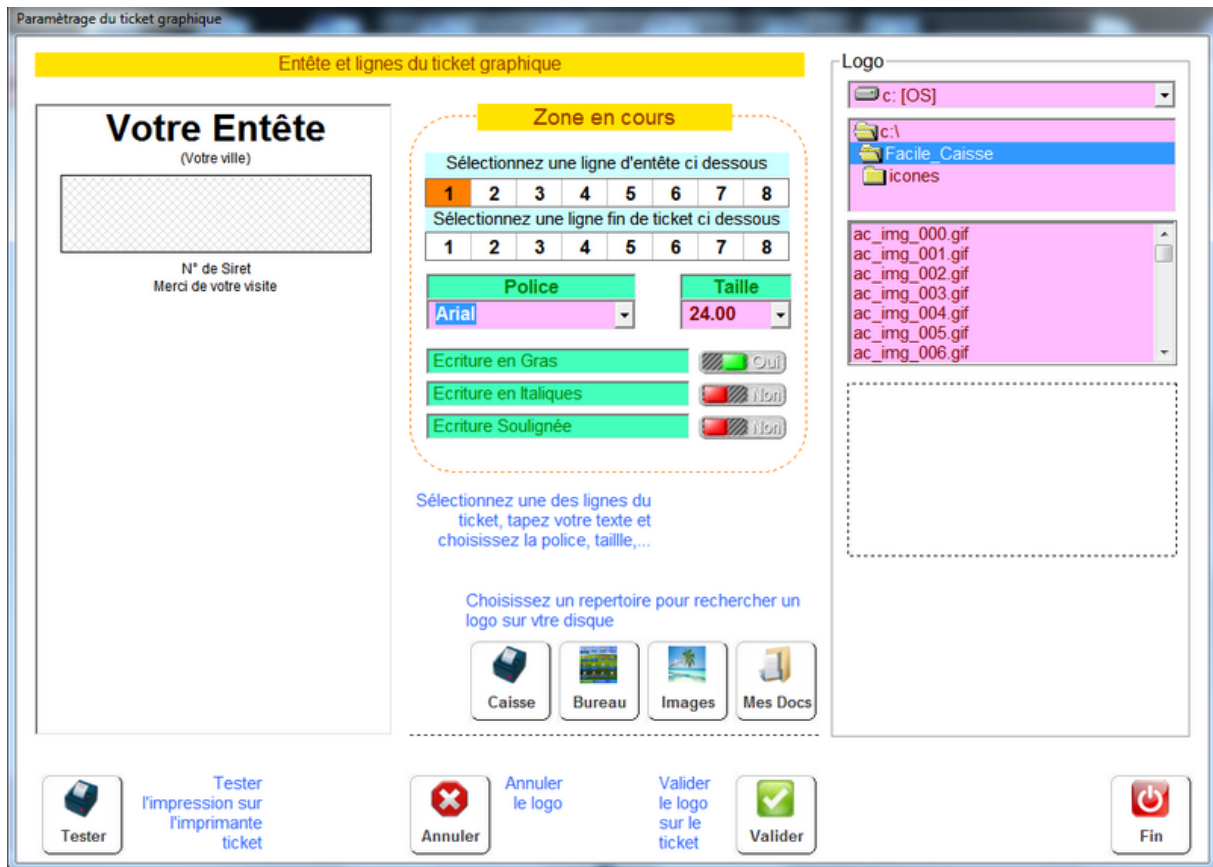 Paramètrage du ticket graphique
Entête et lignes du ticket graphique
Votre Entête
(Votre ville)
N° de Siret
Merci de votre visite
Zone en cours
Sélectionnez une ligne d'entête ci dessous
1 2 3 4 5 6 7 8
Sélectionnez une ligne fin de ticket ci dessous
1 2 3 4 5 6 7 8
Police
Taille
Arial
24.00
Ecriture en Gras
Oui
Ecriture en Italiques
Non
Ecriture Soulignée
Non
Sélectionnez une des lignes du
ticket, tapez votre texte et
choisissez la police, taillle,...
Choisissez un repertoire pour rechercher un
logo sur vtre disque
Caisse
Bureau
Images
Mes Docs
Logo
c: [OS]
c:\
Facile_Caisse
icones
ac_img_000.gif
ac_img_001.gif
ac_img_002.gif
ac_img_003.gif
ac_img_004.gif
ac_img_005.gif
ac_img_006.gif
Tester
Tester
l'impression sur
l'imprimante
ticket
Annuler
Annuler
le logo
Valider
le logo
sur le
ticket
Valider
Fin